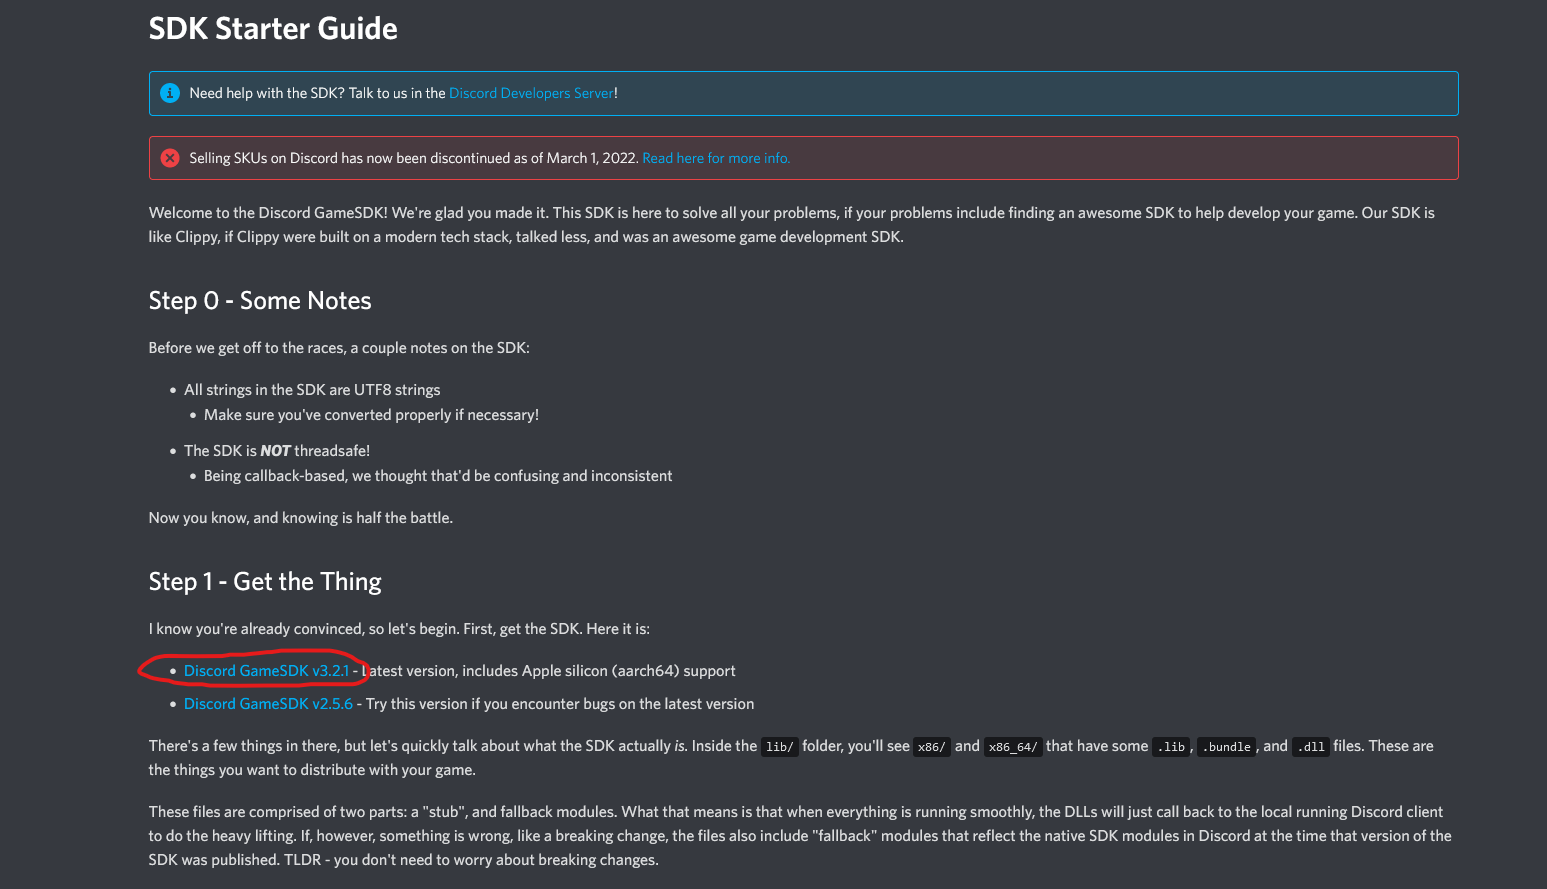 SDK Starter Guide
Need help with the SDK? Talk to us in the Discord Developers Server!
Selling SKUs on Discord has now been discontinued as of March 1, 2022. Read here for more info.
Welcome to the Discord GameSDK! We're glad you made it. This SDK is here to solve all your problems, if your problems include finding an awesome SDK to help develop your game. Our SDK is
like Clippy, if Clippy were built on a modern tech stack, talked less, and was an awesome game development SDK.
Step 0 - Some Notes
Before we get off to the races, a couple notes on the SDK:
• All strings in the SDK are UTF8 strings
• Make sure you've converted properly if necessary!
• The SDK is NOT threadsafe!
• Being callback-based, we thought that'd be confusing and inconsistent
Now you know, and knowing is half the battle.
Step 1 - Get the Thing
I know you're already convinced, so let's begin. First, get the SDK. Here it is:
• Discord GameSDK v3.2.1 - Latest version, includes Apple silicon (aarch64) support
• Discord GameSDK v2.5.6 - Try this version if you encounter bugs on the latest version
There's a few things in there, but let's quickly talk about what the SDK actually is. Inside the lib/ folder, you'll see x86/ and x86_64/ that have some .lib , .bundle , and .dll files. These are
the things you want to distribute with your game.
These files are comprised of two parts: a "stub", and fallback modules. What that means is that when everything is running smoothly, the DLLs will just call back to the local running Discord client
to do the heavy lifting. If, however, something is wrong, like a breaking change, the files also include "fallback" modules that reflect the native SDK modules in Discord at the time that version of the
SDK was published. TLDR - you don't need to worry about breaking changes.